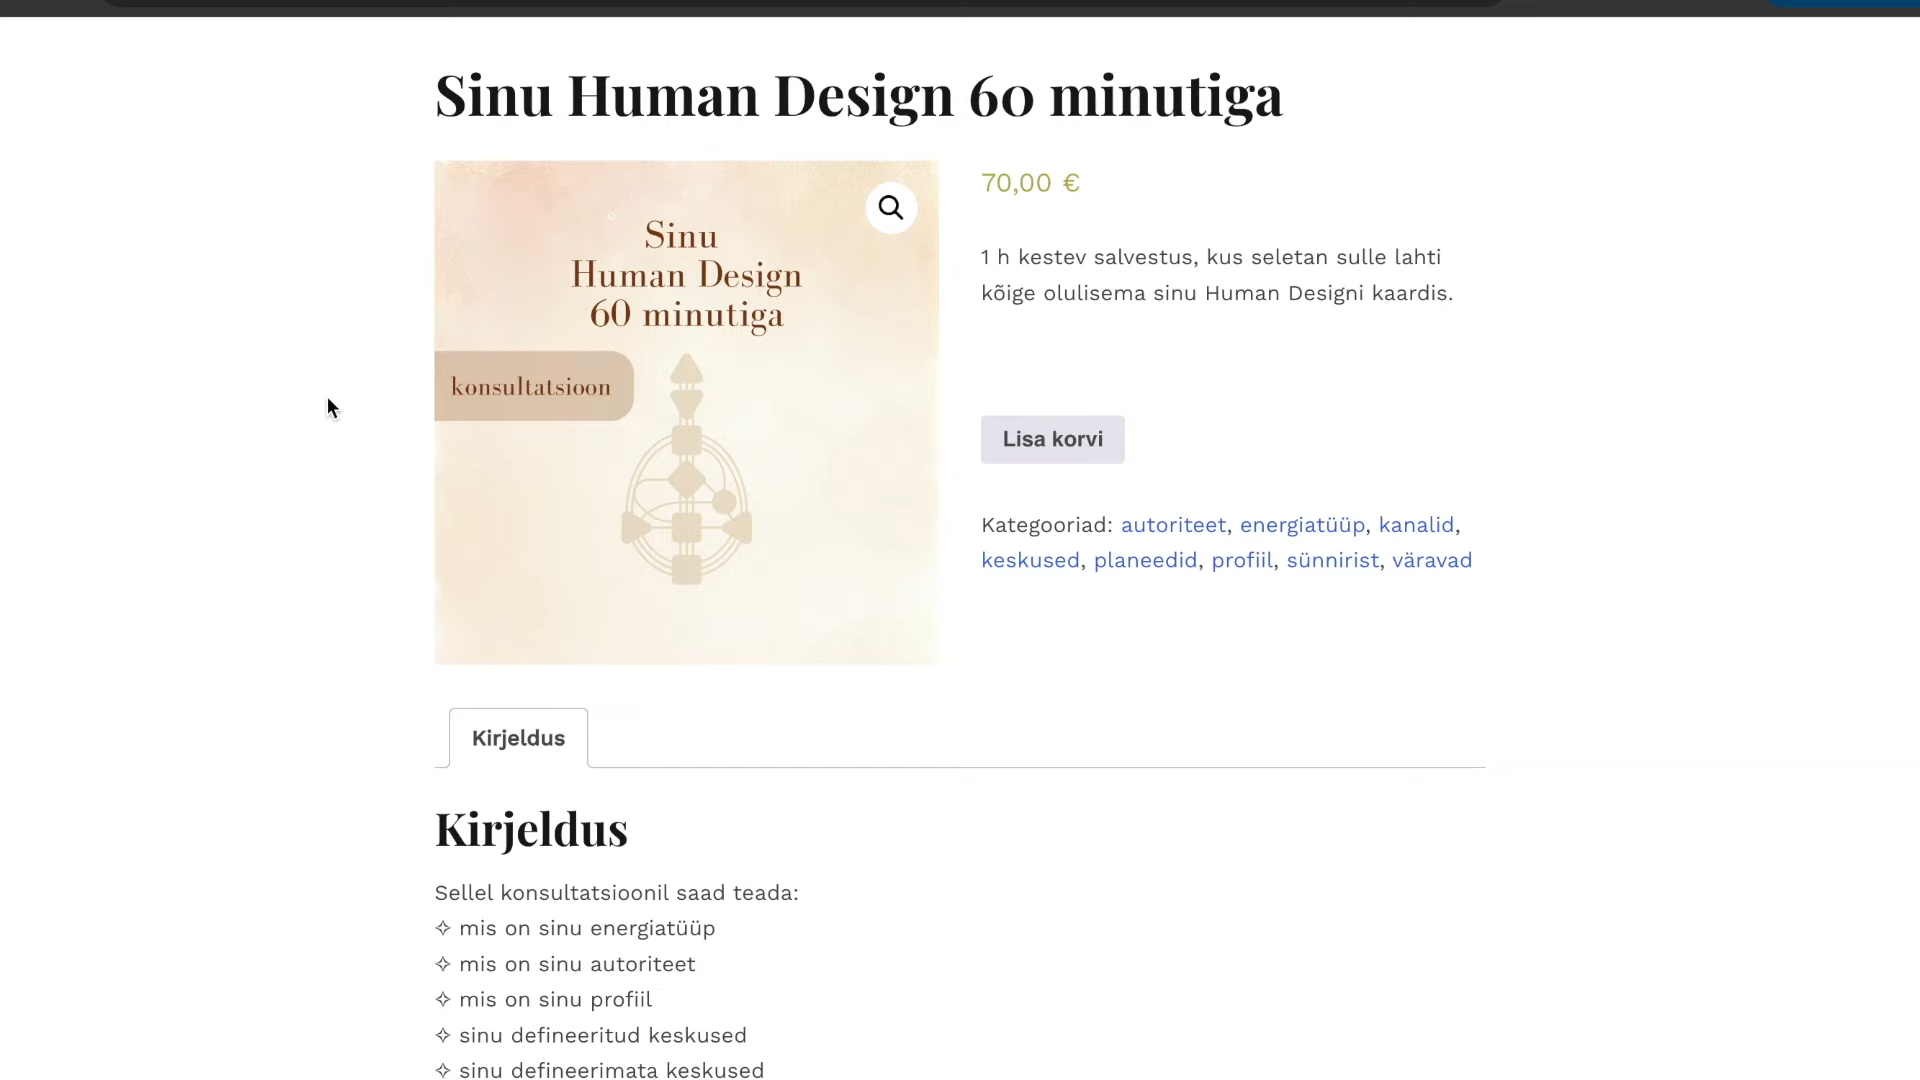 Sinu Human Design 60 minutiga
Sinu
Human Design
60 minutiga
konsultatsioon
70,00 €
1 h kestev salvestus, kus seletan sulle lahti
kõige olulisema sinu Human Designi kaardis.
Lisa korvi
Kategooriad: autoriteet, energiatüüp, kanalid,
keskused, planeedid, profiil, sünnirist, väravad
Kirjeldus
Kirjeldus
Sellel konsultatsioonil saad teada:
✧ mis on sinu energiatüüp
✧ mis on sinu autoriteet
✧ mis on sinu profiil
✧ sinu defineeritud keskused
✧ sinu defineerimata keskused